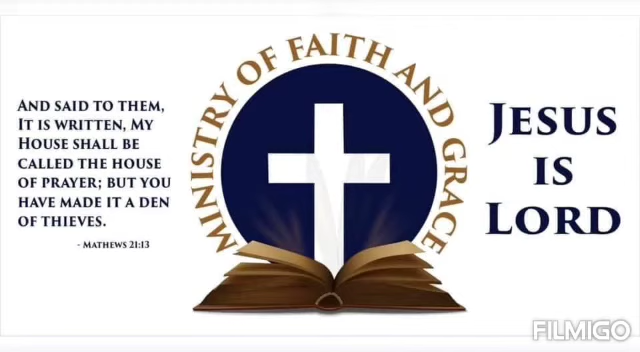 AND SAID TO THEM,
IT IS WRITTEN, MY
HOUSE SHALL BE
CALLED THE HOUSE
OF PRAYER; BUT YOU
HAVE MADE IT A DEN
OF THIEVES.
- MATHEWS 21:13
MINISTRY OF FAITH AND GRACE
JESUS
IS
LORD
FILMIGO